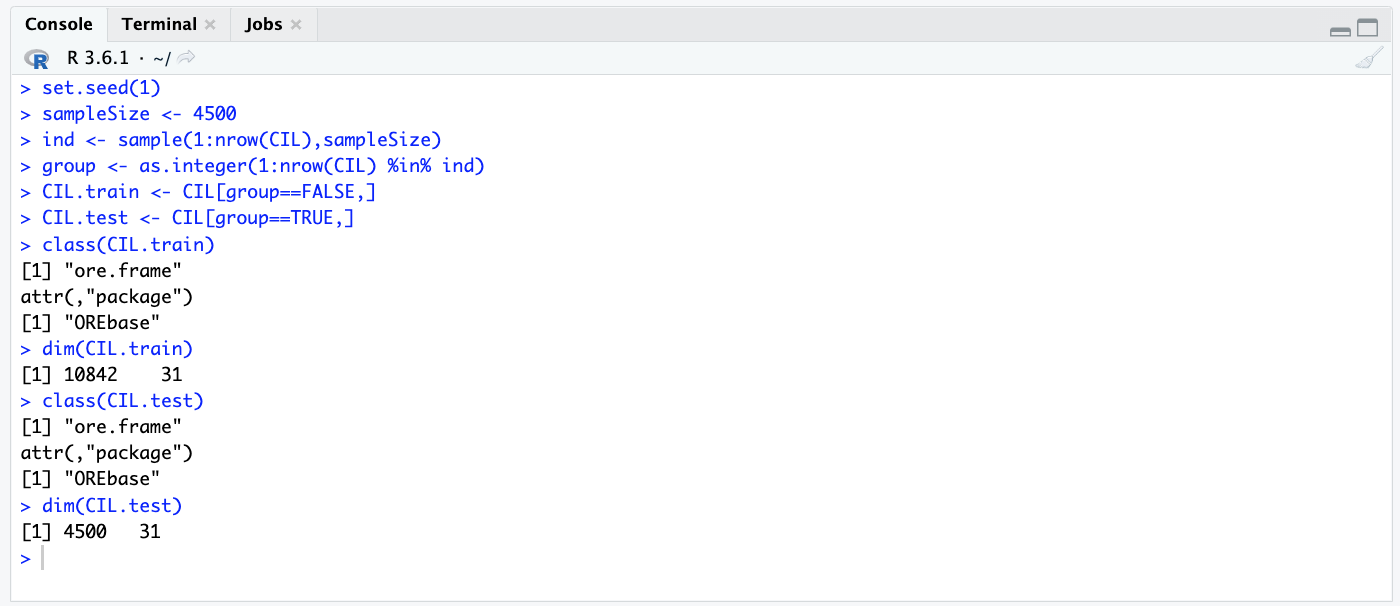 Console Terminal × Jobs ×
R R 3.6.1 · ~/
> set.seed(1)
> sampleSize <- 4500
> ind <- sample(1:nrow(CIL),sampleSize)
> group <- as.integer(1:nrow(CIL) %in% ind)
> CIL.train <- CIL[group==FALSE,]
> CIL.test <- CIL[group==TRUE,]
> class(CIL.train)
[1] "ore.frame"
attr(,"package")
[1] "OREbase"
> dim(CIL.train)
[1] 10842    31
> class(CIL.test)
[1] "ore.frame"
attr(,"package")
[1] "OREbase"
> dim(CIL.test)
[1] 4500   31
>